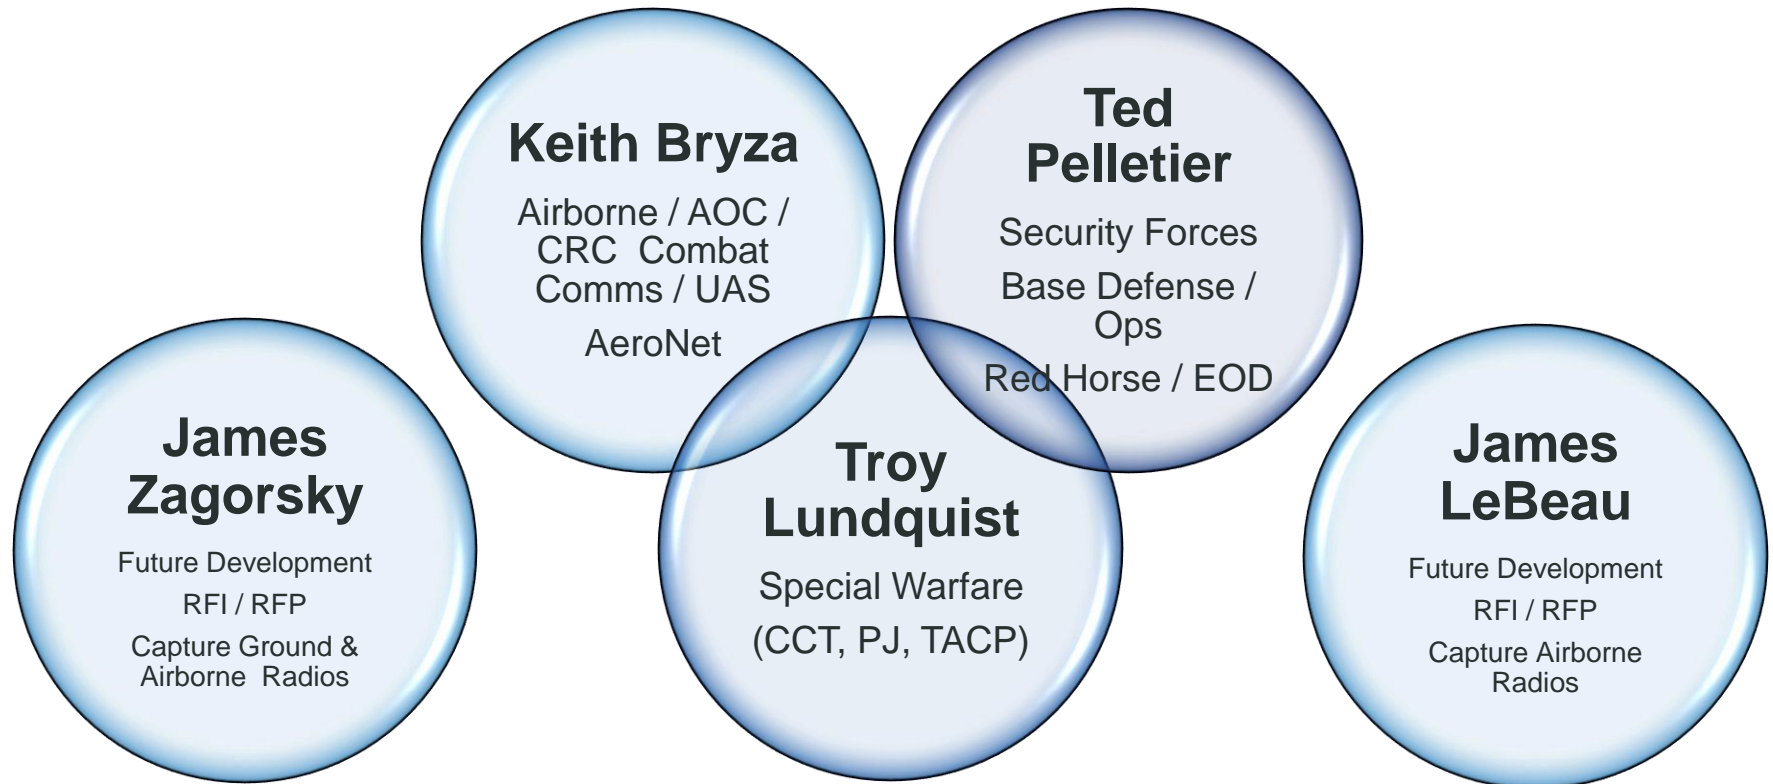 Keith Bryza
Airborne / AOC /
CRC  Combat
Comms / UAS
AeroNet
Ted
Pelletier
Security Forces
Base Defense /
Ops
Red Horse / EOD
James
Zagorsky
Future Development
RFI / RFP
Capture Ground &
Airborne  Radios
Troy
Lundquist
Special Warfare
(CCT, PJ, TACP)
James
LeBeau
Future Development
RFI / RFP
Capture Airborne
Radios